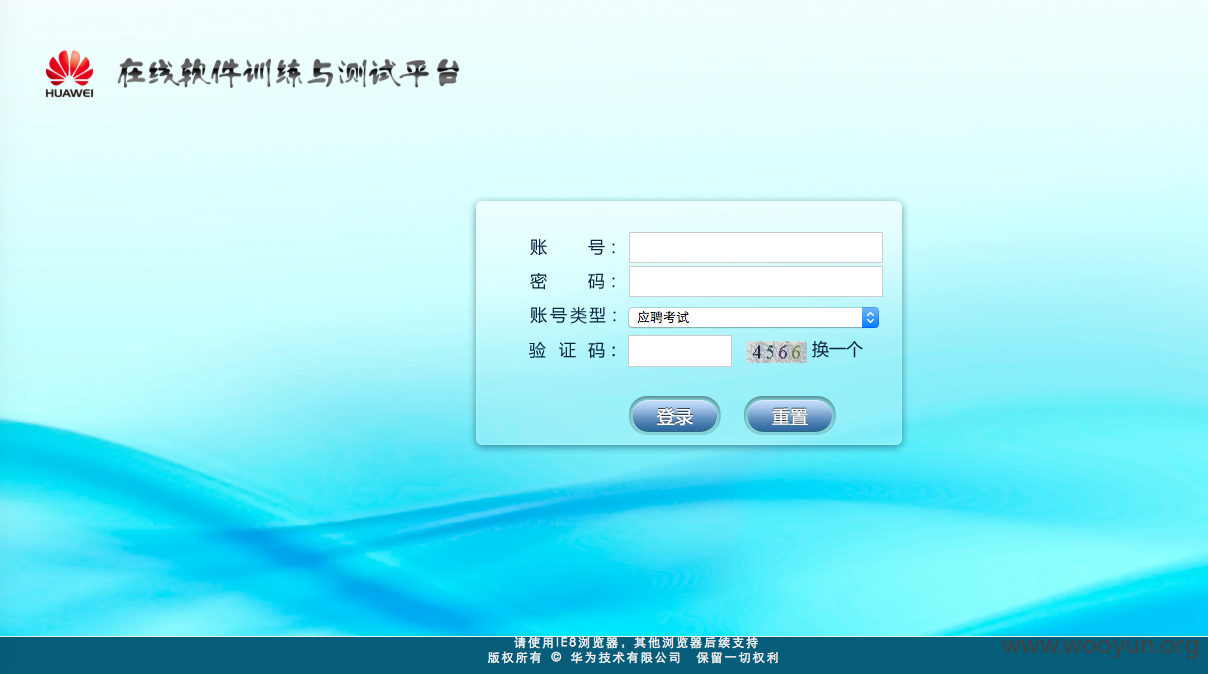 HUAWEI
在线软件训练与测试平台
账 号：
密 码：
账号类型： 应聘考试
验 证 码： 4566 换一个
登录 重置
请使用IE8浏览器，其他浏览器后续支持
版权所有 © 华为技术有限公司 保留一切权利
www.wooyun.org